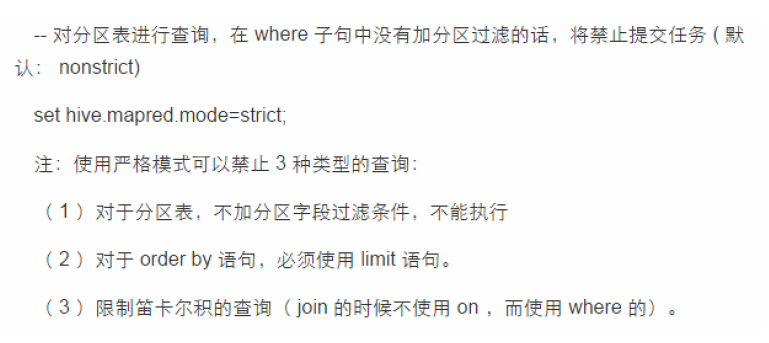 -- 对分区表进行查询，在 where 子句中没有加分区过滤的话，将禁止提交任务 ( 默
认： nonstrict)
set hive.mapred.mode=strict;
注：使用严格模式可以禁止 3 种类型的查询：
（ 1 ）对于分区表，不加分区字段过滤条件，不能执行
（ 2 ）对于 order by 语句，必须使用 limit 语句。
（ 3 ）限制笛卡尔积的查询（ join 的时候不使用 on ，而使用 where 的）。